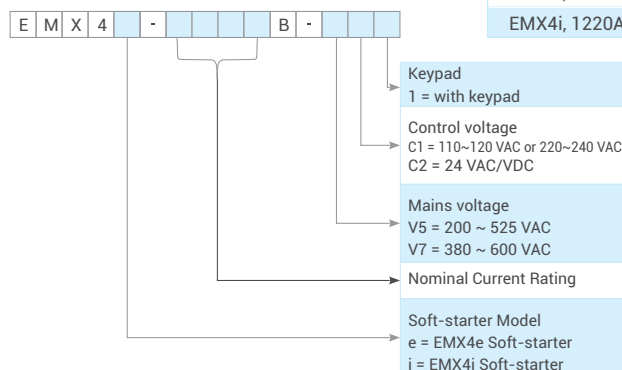 EMX4 - B -
EMX4i, 1220A
Keypad
1 = with keypad
Control voltage
C1 = 110~120 VAC or 220~240 VAC
C2 = 24 VAC/VDC
Mains voltage
V5 = 200 ~ 525 VAC
V7 = 380 ~ 600 VAC
Nominal Current Rating
Soft-starter Model
e = EMX4e Soft-starter
i = EMX4i Soft-starter